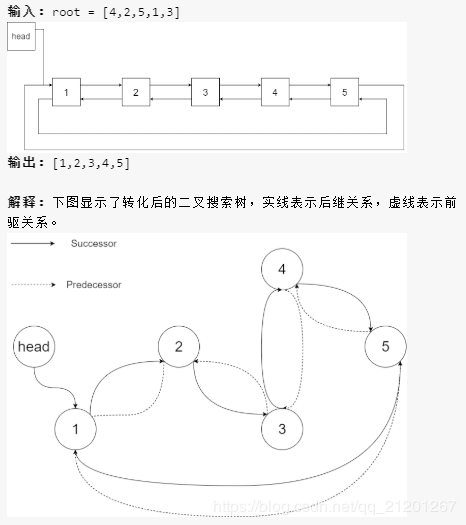 输入：root = [4,2,5,1,3]
head
1 2 3 4 5
输出：[1,2,3,4,5]
解释：下图显示了转化后的二叉搜索树，实线表示后继关系，虚线表示前
驱关系。
Successor
4
Predecessor
head
2
5
1
3
https://blog.csdn.net/qq_21201267